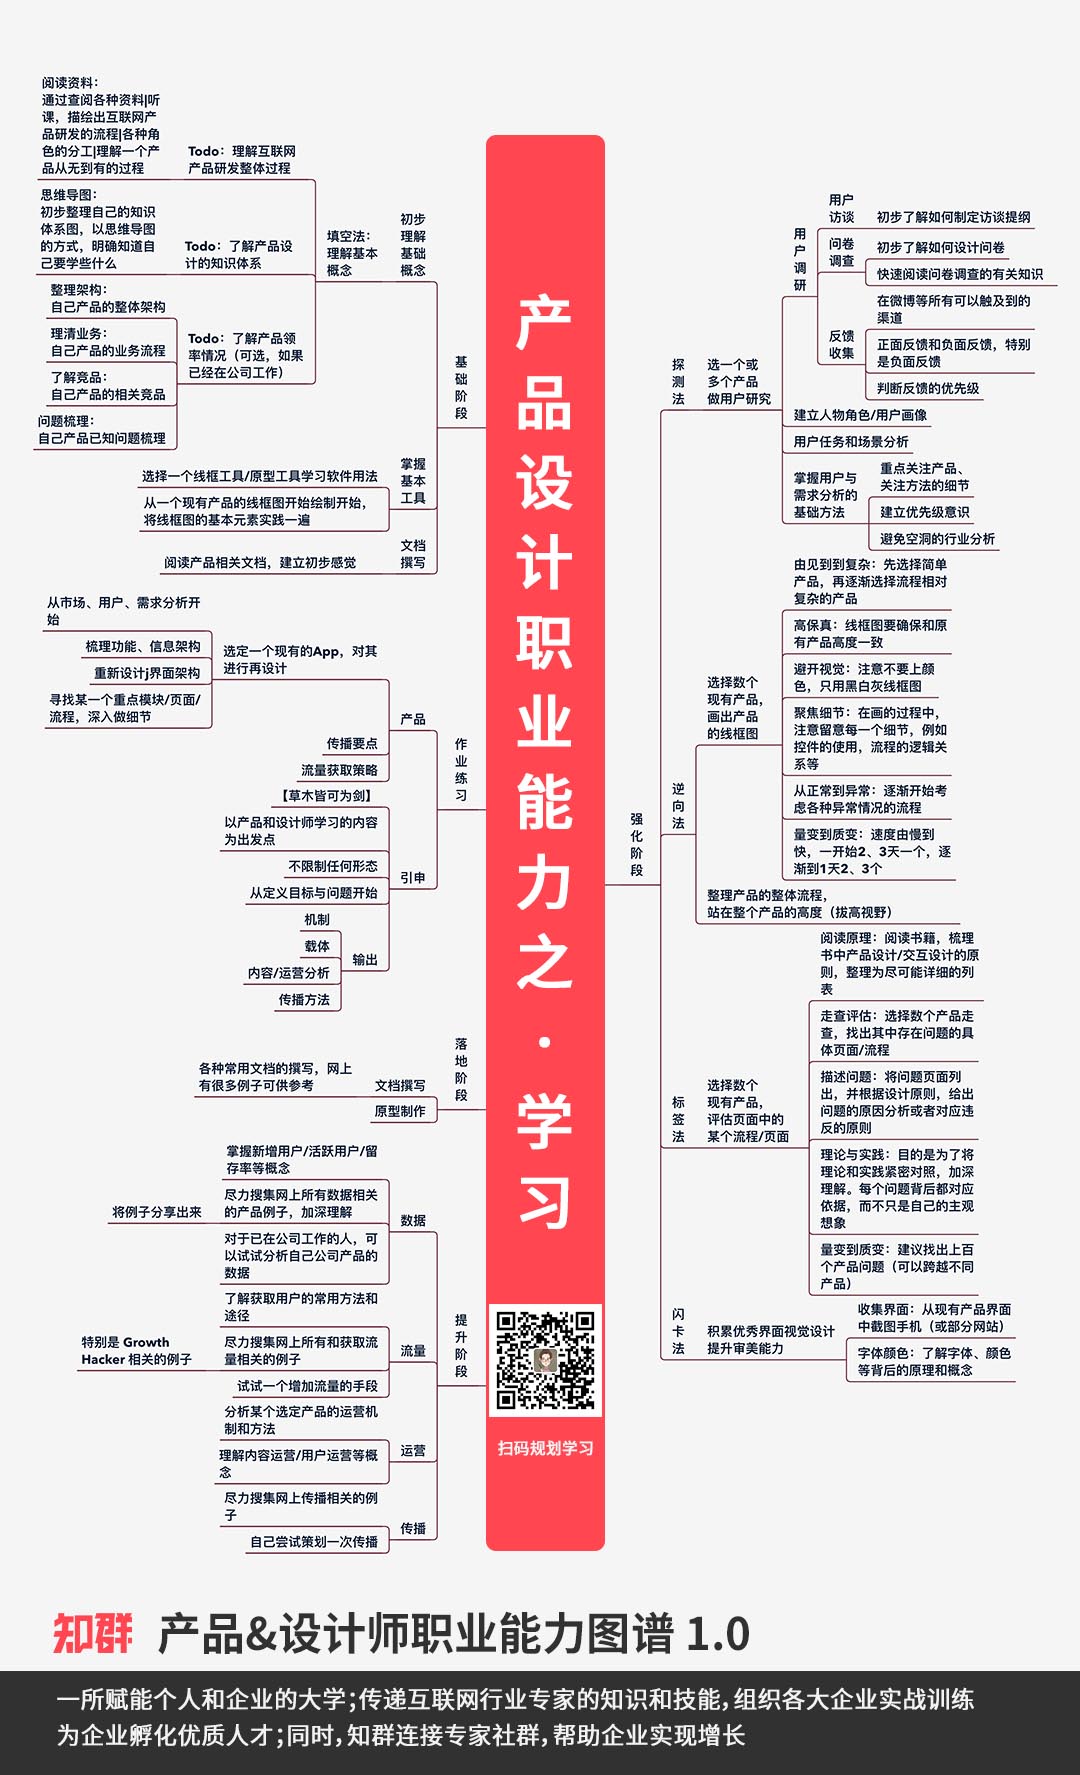 产品设计职业能力之·学习
扫码规划学习
基础阶段
初步
理解
基础
概念
填空法：
理解基本
概念
Todo：理解互联网
产品研发整体过程
阅读资料：
通过查阅各种资料|听
课，描绘出互联网产
品研发的流程|各种角
色的分工|理解一个产
品从无到有的过程
Todo：了解产品设
计的知识体系
思维导图：
初步整理自己的知识
体系图，以思维导图
的方式，明确知道自
己要学些什么
Todo：了解产品领
率情况（可选，如果
已经在公司工作）
整理架构：
自己产品的整体架构
理清业务：
自己产品的业务流程
了解竞品：
自己产品的相关竞品
问题梳理：
自己产品已知问题梳理
掌握
基本
工具
选择一个线框工具/原型工具学习软件用法
从一个现有产品的线框图开始绘制开始，
将线框图的基本元素实践一遍
文档
撰写
阅读产品相关文档，建立初步感觉
作业练习
产品
选定一个现有的App，对其
进行再设计
从市场、用户、需求分析开
始
梳理功能、信息架构
重新设计j界面架构
寻找某一个重点模块/页面/
流程，深入做细节
传播要点
流量获取策略
引申
【草木皆可为剑】
以产品和设计师学习的内容
为出发点
不限制任何形态
从定义目标与问题开始
输出
机制
载体
内容/运营分析
传播方法
落地阶段
文档撰写
各种常用文档的撰写，网上
有很多例子可供参考
原型制作
提升阶段
数据
掌握新增用户/活跃用户/留
存率等概念
尽力搜集网上所有数据相关
的产品例子，加深理解
将例子分享出来
对于已在公司工作的人，可
以试试分析自己公司产品的
数据
流量
了解获取用户的常用方法和
途径
尽力搜集网上所有和获取流
量相关的例子
特别是 Growth
Hacker 相关的例子
试试一个增加流量的手段
运营
分析某个选定产品的运营机
制和方法
理解内容运营/用户运营等概
念
传播
尽力搜集网上传播相关的例
子
自己尝试策划一次传播
强化阶段
探测法
选一个或
多个产品
做用户研究
用户调研
用户
访谈
初步了解如何制定访谈提纲
问卷
调查
初步了解如何设计问卷
快速阅读问卷调查的有关知识
反馈
收集
在微博等所有可以触及到的
渠道
正面反馈和负面反馈，特别
是负面反馈
判断反馈的优先级
建立人物角色/用户画像
用户任务和场景分析
掌握用户与
需求分析的
基础方法
重点关注产品、
关注方法的细节
建立优先级意识
避免空洞的行业分析
逆向法
选择数个
现有产品，
画出产品
的线框图
由见到到复杂：先选择简单
产品，再逐渐选择流程相对
复杂的产品
高保真：线框图要确保和原
有产品高度一致
避开视觉：注意不要上颜
色，只用黑白灰线框图
聚焦细节：在画的过程中，
注意留意每一个细节，例如
控件的使用，流程的逻辑关
系等
从正常到异常：逐渐开始考
虑各种异常情况的流程
量变到质变：速度由慢到
快，一开始2、3天一个，逐
渐到1天2、3个
整理产品的整体流程，
站在整个产品的高度（拔高视野）
标签法
选择数个
现有产品，
评估页面中的
某个流程/页面
阅读原理：阅读书籍，梳理
书中产品设计/交互设计的原
则，整理为尽可能详细的列
表
走查评估：选择数个产品走
查，找出其中存在问题的具
体页面/流程
描述问题：将问题页面列
出，并根据设计原则，给出
问题的原因分析或者对应违
反的原则
理论与实践：目的是为了将
理论和实践紧密对照，加深
理解。每个问题背后都对应
依据，而不只是自己的主观
想象
量变到质变：建议找出上百
个产品问题（可以跨越不同
产品）
闪卡法
积累优秀界面视觉设计
提升审美能力
收集界面：从现有产品界面
中截图手机（或部分网站）
字体颜色：了解字体、颜色
等背后的原理和概念
知群 产品&设计师职业能力图谱 1.0
一所赋能个人和企业的大学；传递互联网行业专家的知识和技能，组织各大企业实战训练
为企业孵化优质人才；同时，知群连接专家社群，帮助企业实现增长